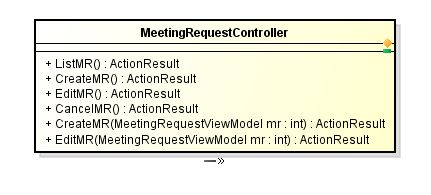 MeetingRequestController
+ ListMR() : ActionResult
+ CreateMR() : ActionResult
+ EditMR() : ActionResult
+ CancelMR() : ActionResult
+ CreateMR(MeetingRequestViewModel mr : int) : ActionResult
+ EditMR(MeetingRequestViewModel mr : int) : ActionResult